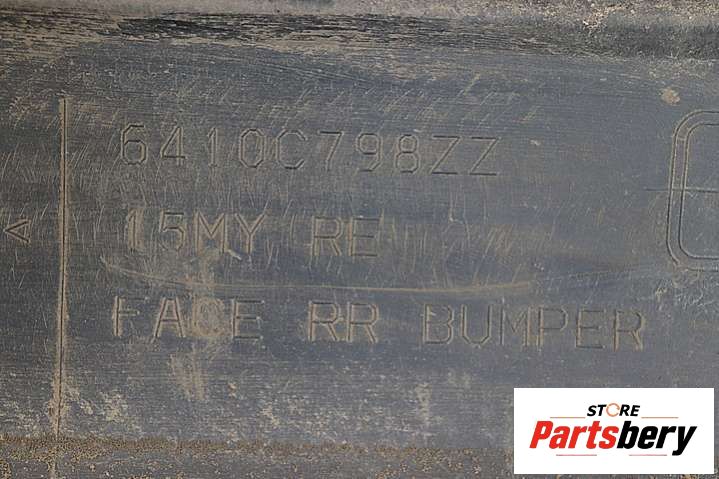 6410C798ZZ
<
15MY RE
FACE RR BUMPER
STORE
Partsbery